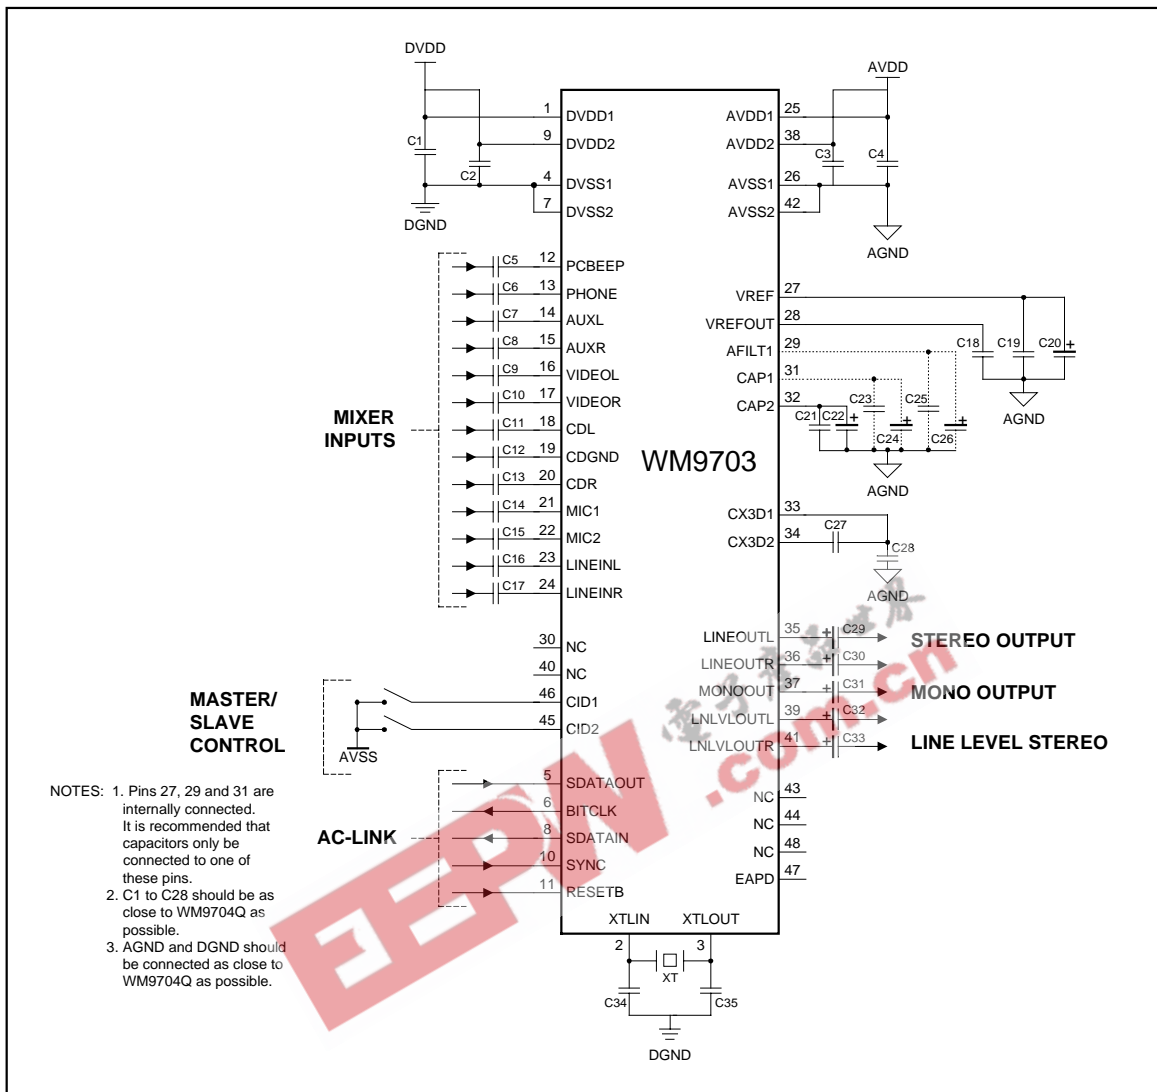 DVDD
AVDD
1 DVDD1
AVDD1 25
9 DVDD2
AVDD2 38
C1
C2
C3
C4
4 DVSS1
AVSS1 26
7 DVSS2
AVSS2 42
DGND
AGND
C5 12 PCBEEP
C6 13 PHONE
C7 14 AUXL
C8 15 AUXR
C9 16 VIDEOL
C10 17 VIDEOR
C11 18 CDL
C12 19 CDGND
C13 20 CDR
C14 21 MIC1
C15 22 MIC2
C16 23 LINEINL
C17 24 LINEINR
MIXER
INPUTS
VREF 27
VREFOUT 28
AFILT1 29
CAP1 31
CAP2 32
C18 C19 C20 +
AGND
C21 C22 + C23 C24 + C25 C26 +
AGND
WM9703
CX3D1 33
CX3D2 34 C27
C28
AGND
30 NC
40 NC
46 CID1
45 CID2
MASTER/
SLAVE
CONTROL
AVSS
LINEOUTL 35 + C29
LINEOUTR 36 + C30
MONOOUT 37 + C31
LNLVLOUTL 39 + C32
LNLVLOUTR 41 + C33
STEREO OUTPUT
MONO OUTPUT
LINE LEVEL STEREO
AC-LINK
5 SDATAOUT
6 BITCLK
8 SDATAIN
10 SYNC
11 RESETB
NC 43
NC 44
NC 48
EAPD 47
XTLIN XTLOUT
2 3
XT
C34 C35
DGND
NOTES: 1. Pins 27, 29 and 31 are
internally connected.
It is recommended that
capacitors only be
connected to one of
these pins.
2. C1 to C28 should be as
close to WM9704Q as
possible.
3. AGND and DGND should
be connected as close to
WM9704Q as possible.
EEPW
.com.cn
電子產品世界